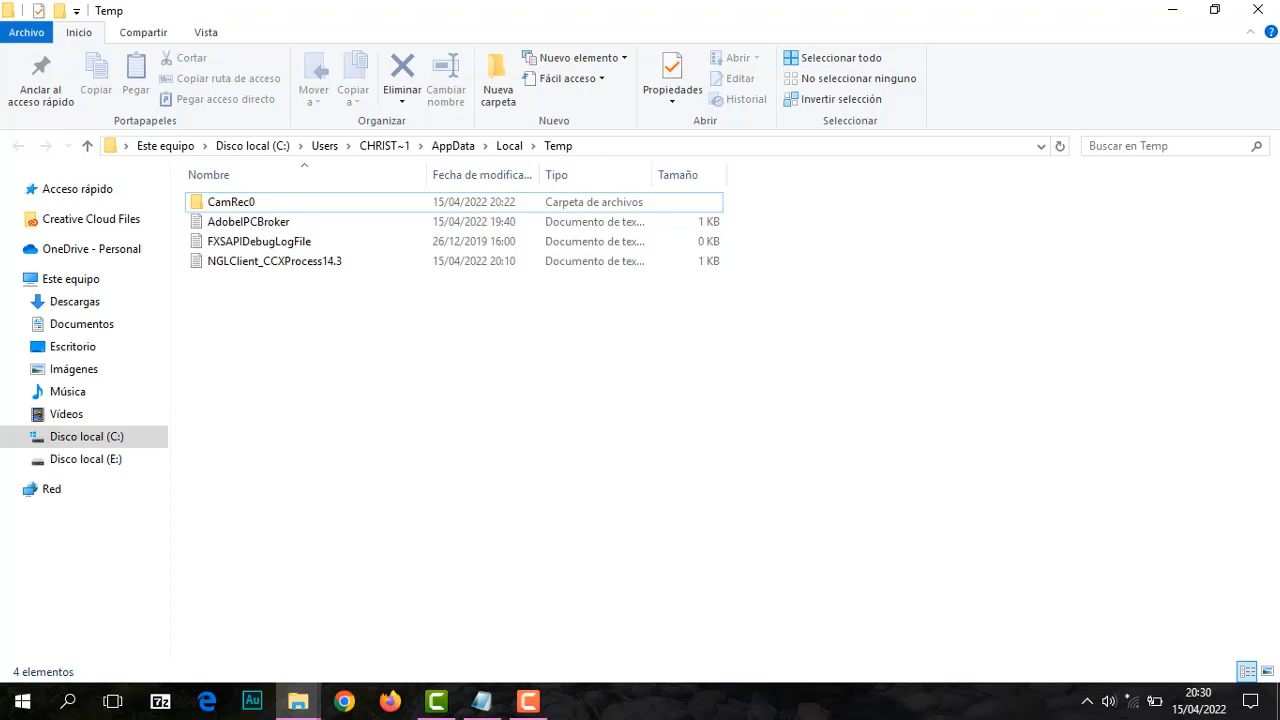 Temp
Archivo Inicio Compartir Vista
Anclar al acceso rápido
Copiar
Pegar
Cortar
Copiar ruta de acceso
Pegar acceso directo
Portapapeles
Mover a
Copiar a
Eliminar
Cambiar nombre
Organizar
Nueva carpeta
Nuevo elemento
Fácil acceso
Nuevo
Propiedades
Abrir
Editar
Historial
Abrir
Seleccionar todo
No seleccionar ninguno
Invertir selección
Seleccionar
Este equipo > Disco local (C:) > Users > CHRIST~1 > AppData > Local > Temp
Buscar en Temp
Nombre Fecha de modifica... Tipo Tamaño
CamRec0 15/04/2022 20:22 Carpeta de archivos
AdobeIPCBroker 15/04/2022 19:40 Documento de tex... 1 KB
FXSAPIDebugLogFile 26/12/2019 16:00 Documento de tex... 0 KB
NGLClient_CCXProcess14.3 15/04/2022 20:10 Documento de tex... 1 KB
Acceso rápido
Creative Cloud Files
OneDrive - Personal
Este equipo
Descargas
Documentos
Escritorio
Imágenes
Música
Vídeos
Disco local (C:)
Disco local (E:)
Red
4 elementos
7z
Au
20:30
15/04/2022